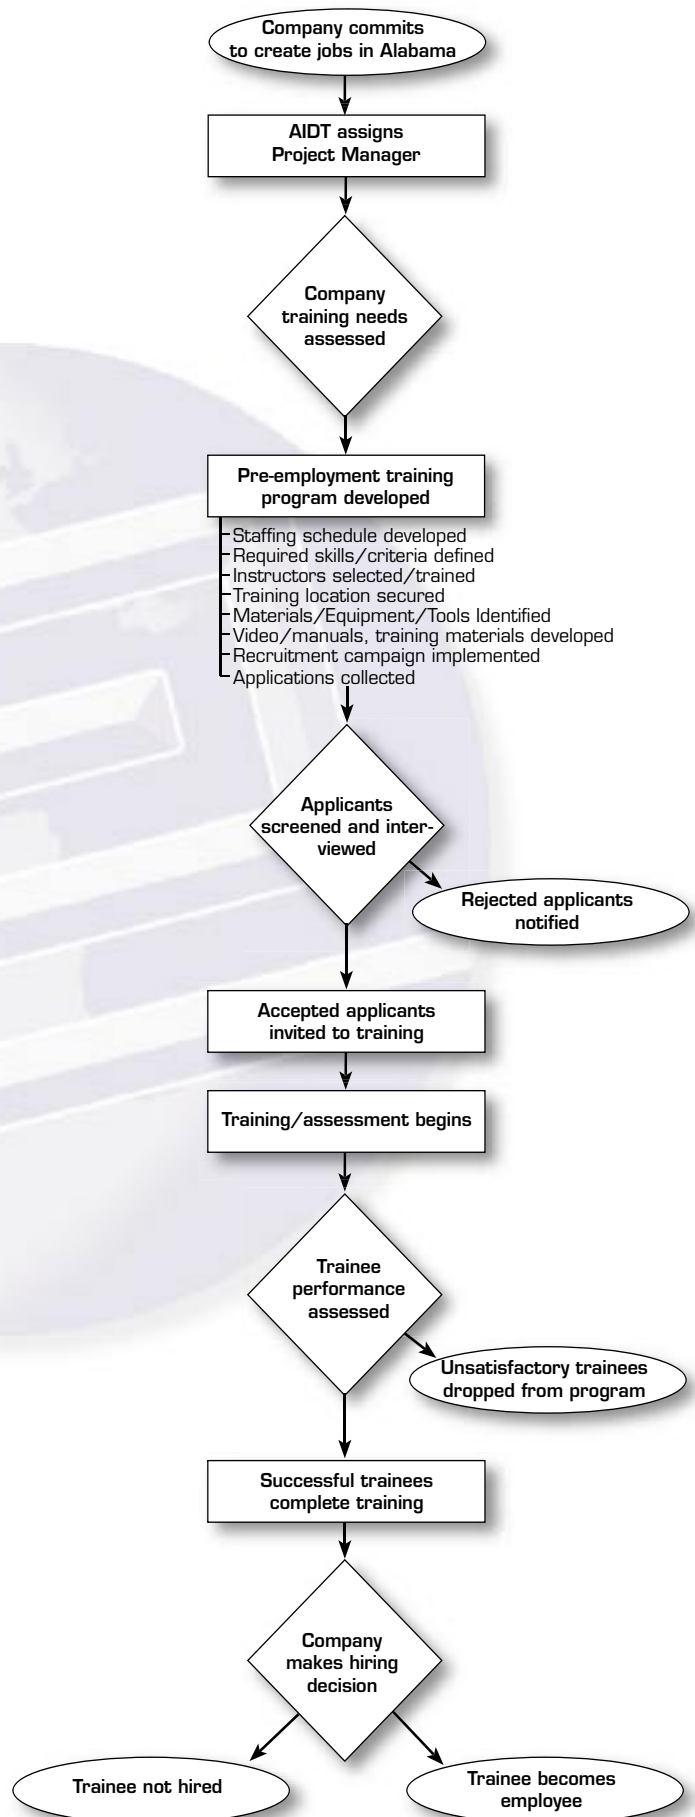 Company commits
to create jobs in Alabama
AIDT assigns
Project Manager
Company
training needs
assessed
Pre-employment training
program developed
Staffing schedule developed
Required skills/criteria defined
Instructors selected/trained
Training location secured
Materials/Equipment/Tools Identified
Video/manuals, training materials developed
Recruitment campaign implemented
Applications collected
Applicants
screened and inter-
viewed
Rejected applicants
notified
Accepted applicants
invited to training
Training/assessment begins
Trainee
performance
assessed
Unsatisfactory trainees
dropped from program
Successful trainees
complete training
Company
makes hiring
decision
Trainee not hired
Trainee becomes
employee